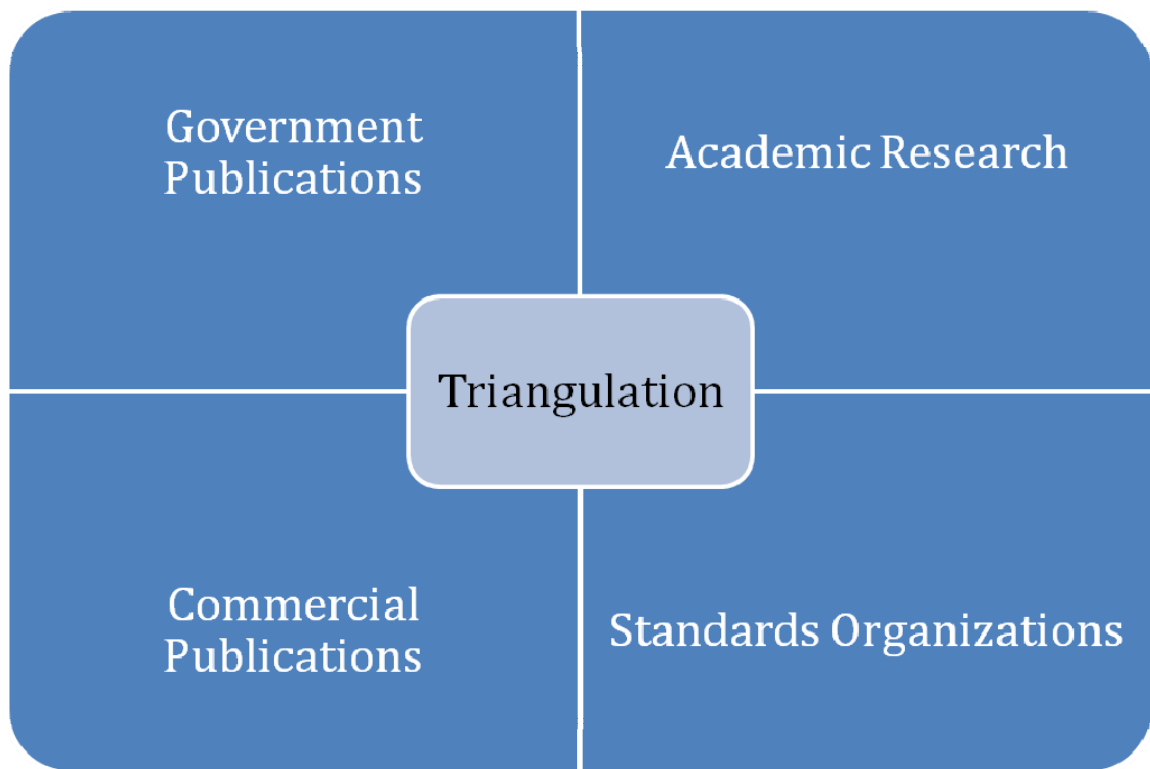 Government
Publications
Academic Research
Triangulation
Commercial
Publications
Standards Organizations